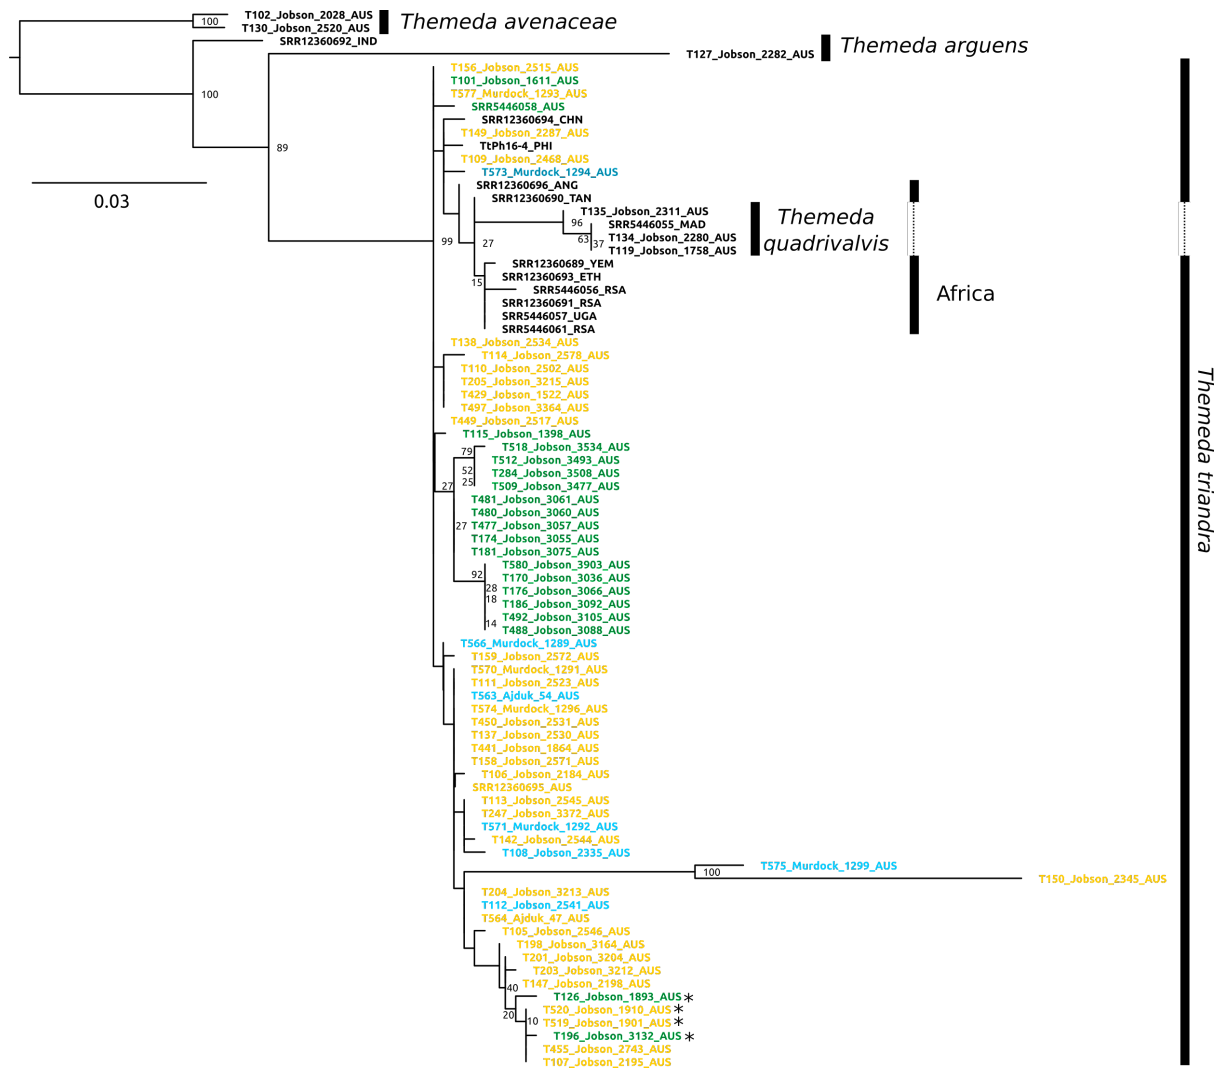 T102_Jobson_2028_AUS
100
Themeda avenaceae
T130_Jobson_2520_AUS
SRR12360692_IND
Themeda arguens
T127_Jobson_2282_AUS
T156_Jobson_2515_AUS
T101_Jobson_1611_AUS
100
T577_Murdock_1293_AUS
SRR5446058_AUS
SRR12360694_CHN
T149_Jobson_2287_AUS
89
TtPh16-4_PHI
T109_Jobson_2468_AUS
T573_Murdock_1294_AUS
0.03
SRR12360696_ANG
SRR12360690_TAN
T135_Jobson_2311_AUS
96
SRR5446055_MAD
63
37
T134_Jobson_2280_AUS
T119_Jobson_1758_AUS
Themeda
quadrivalvis
99
27
SRR12360689_YEM
SRR12360693_ETH
15
SRR5446056_RSA
Africa
SRR12360691_RSA
SRR5446057_UGA
SRR5446061_RSA
T138_Jobson_2534_AUS
T114_Jobson_2578_AUS
T110_Jobson_2502_AUS
T205_Jobson_3215_AUS
T429_Jobson_1522_AUS
T497_Jobson_3364_AUS
T449_Jobson_2517_AUS
Themeda triandra
T115_Jobson_1398_AUS
T518_Jobson_3534_AUS
79
T512_Jobson_3493_AUS
52
T284_Jobson_3508_AUS
25
T509_Jobson_3477_AUS
27
T481_Jobson_3061_AUS
T480_Jobson_3060_AUS
27
T477_Jobson_3057_AUS
T174_Jobson_3055_AUS
T181_Jobson_3075_AUS
T580_Jobson_3903_AUS
92
T170_Jobson_3036_AUS
28
T176_Jobson_3066_AUS
18
T186_Jobson_3092_AUS
T492_Jobson_3105_AUS
14
T488_Jobson_3088_AUS
T566_Murdock_1289_AUS
T159_Jobson_2572_AUS
T570_Murdock_1291_AUS
T111_Jobson_2523_AUS
T563_Ajduk_54_AUS
T574_Murdock_1296_AUS
T450_Jobson_2531_AUS
T137_Jobson_2530_AUS
T441_Jobson_1864_AUS
T158_Jobson_2571_AUS
T106_Jobson_2184_AUS
SRR12360695_AUS
T113_Jobson_2545_AUS
T247_Jobson_3372_AUS
T571_Murdock_1292_AUS
T142_Jobson_2544_AUS
T108_Jobson_2335_AUS
T575_Murdock_1299_AUS
100
T150_Jobson_2345_AUS
T204_Jobson_3213_AUS
T112_Jobson_2541_AUS
T564_Ajduk_47_AUS
T105_Jobson_2546_AUS
T198_Jobson_3164_AUS
T201_Jobson_3204_AUS
T203_Jobson_3212_AUS
T147_Jobson_2198_AUS
40
T126_Jobson_1893_AUS*
T520_Jobson_1910_AUS*
20
10
T519_Jobson_1901_AUS*
T196_Jobson_3132_AUS*
T455_Jobson_2743_AUS
T107_Jobson_2195_AUS